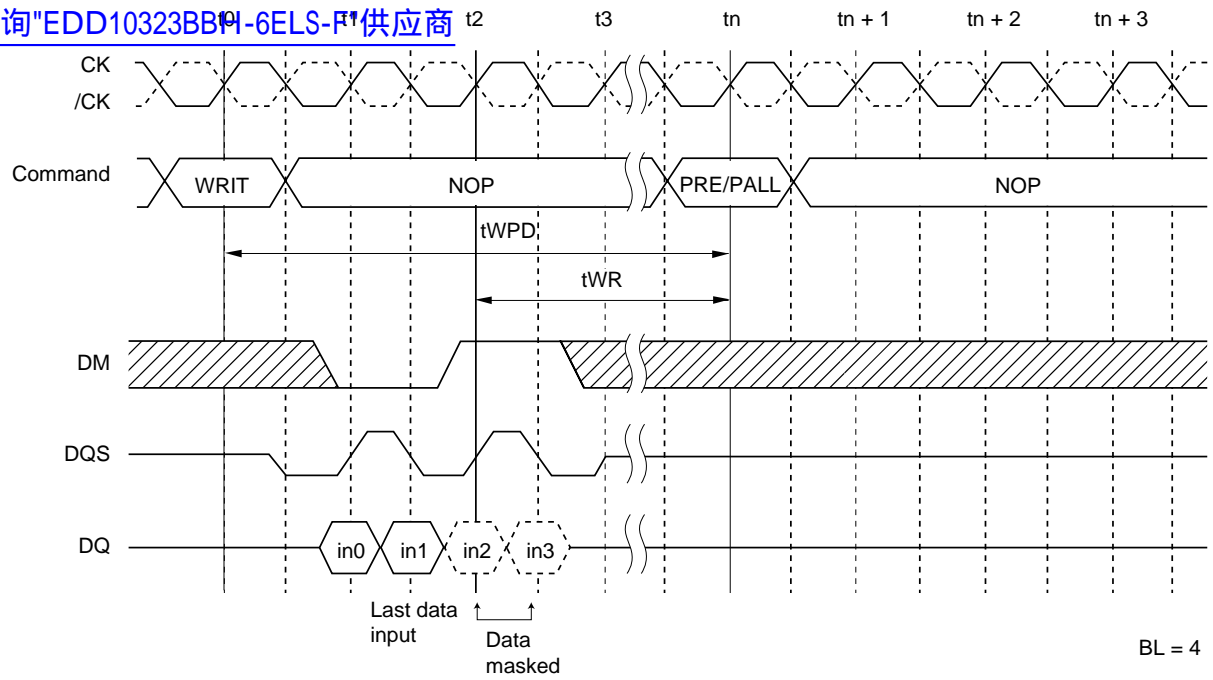 询"EDD10323BBH-6ELS-F"供应商
t0 t1 t2 t3 tn tn + 1 tn + 2 tn + 3
CK
/CK
Command WRIT NOP PRE/PALL NOP
tWPD
tWR
DM
DQS
DQ in0 in1 in2 in3
Last data
input
Data
masked
BL = 4